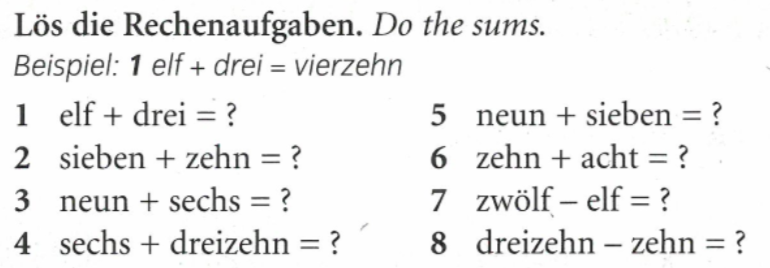 Lös die Rechenaufgaben. Do the sums.
Beispiel: 1 elf + drei = vierzehn
1 elf + drei = ?
2 sieben + zehn = ?
3 neun + sechs = ?
4 sechs + dreizehn = ?
5 neun + sieben = ?
6 zehn + acht = ?
7 zwölf – elf = ?
8 dreizehn – zehn = ?